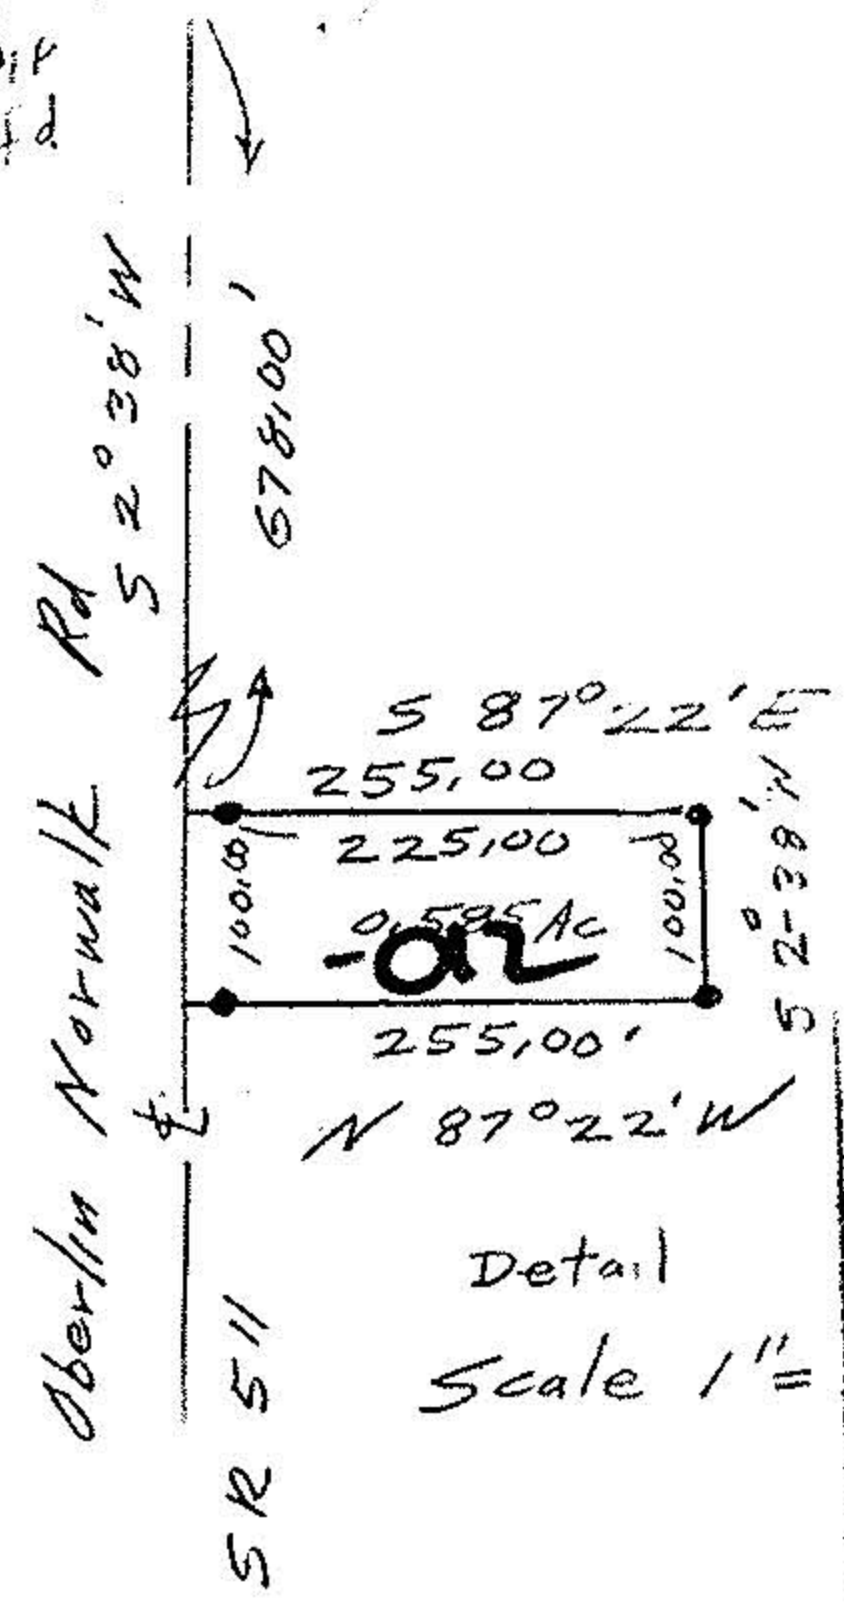 S 2° 38' W
678.00'
Oberlin Norwalk Rd
S 87° 22' E
255.00
225.00
100.00
100.00
S 2° 38' W
0.585 Ac
255.00'
N 87° 22' W
℄
SR 511
Detail
Scale 1" =